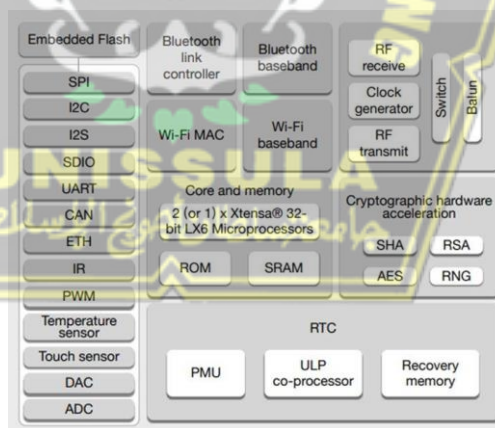 Embedded Flash
SPI
I2C
I2S
SDIO
UART
CAN
ETH
IR
PWM
Temperature
sensor
Touch sensor
DAC
ADC
Bluetooth
link
controller
Bluetooth
baseband
Wi-Fi MAC
Wi-Fi
baseband
RF
receive
Clock
generator
RF
transmit
Switch
Balun
Core and memory
2 (or 1) x Xtensa® 32-
bit LX6 Microprocessors
ROM
SRAM
Cryptographic hardware
acceleration
SHA
RSA
AES
RNG
RTC
PMU
ULP
co-processor
Recovery
memory
UNISSULA